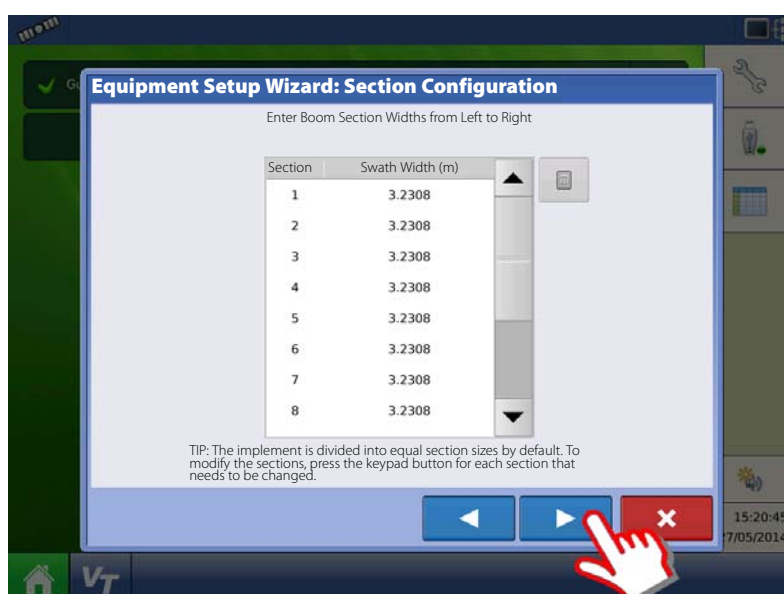 Equipment Setup Wizard: Section Configuration
Enter Boom Section Widths from Left to Right
Section Swath Width (m)
1 3.2308
2 3.2308
3 3.2308
4 3.2308
5 3.2308
6 3.2308
7 3.2308
8 3.2308
TIP: The implement is divided into equal section sizes by default. To
modify the sections, press the keypad button for each section that
needs to be changed.
15:20:45
7/05/2014
VT